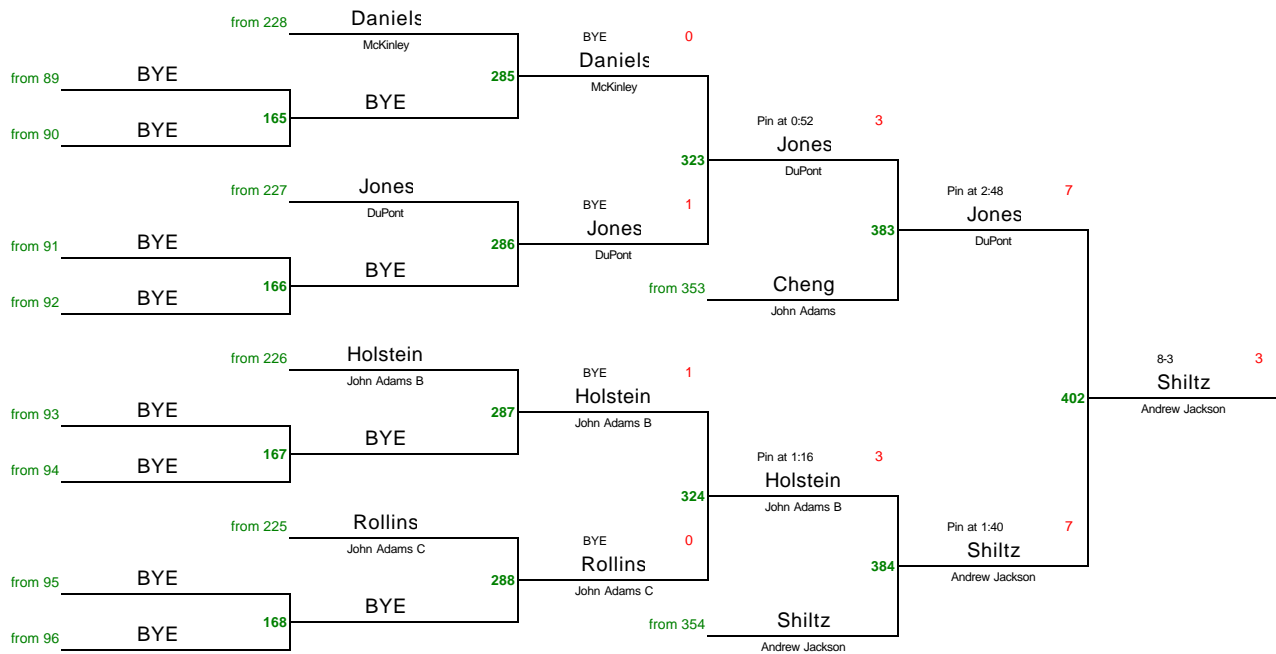 from 228
Daniels
McKinley
BYE 0
Daniels
McKinley
from 89
BYE
285
BYE
165
from 90
BYE
Pin at 0:52 3
Jones
DuPont
323
from 227
Jones
DuPont
BYE 1
Jones
DuPont
Pin at 2:48 7
Jones
DuPont
383
from 91
BYE
286
BYE
166
from 92
BYE
from 353
Cheng
John Adams
from 226
Holstein
John Adams B
BYE 1
Holstein
John Adams B
8-3 3
Shiltz
Andrew Jackson
402
from 93
BYE
287
BYE
167
from 94
BYE
Pin at 1:16 3
Holstein
John Adams B
324
from 225
Rollins
John Adams C
BYE 0
Rollins
John Adams C
Pin at 1:40 7
Shiltz
Andrew Jackson
384
from 95
BYE
288
BYE
168
from 96
BYE
from 354
Shiltz
Andrew Jackson